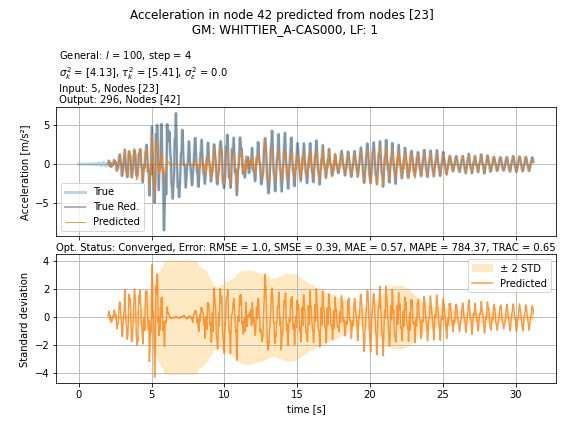 Acceleration in node 42 predicted from nodes [23]
GM: WHITTIER_A-CAS000, LF: 1
General: l = 100, step = 4
σ²ₖ = [4.13], τ²ₖ = [5.41], σ²ε = 0.0
Input: 5, Nodes [23]
Output: 296, Nodes [42]
Acceleration [m/s²]
5
0
−5
True
True Red.
Predicted
Opt. Status: Converged, Error: RMSE = 1.0, SMSE = 0.39, MAE = 0.57, MAPE = 784.37, TRAC = 0.65
Standard deviation
4
2
0
−2
−4
± 2 STD
Predicted
0 5 10 15 20 25 30
time [s]